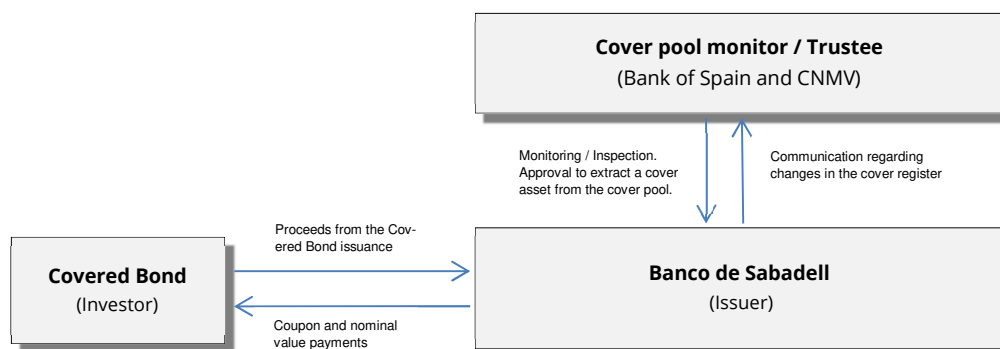 Cover pool monitor / Trustee
(Bank of Spain and CNMV)
Monitoring / Inspection.
Approval to extract a cover
asset from the cover pool.
Communication regarding
changes in the cover register
Proceeds from the Cov-
ered Bond issuance
Covered Bond
(Investor)
Banco de Sabadell
(Issuer)
Coupon and nominal
value payments